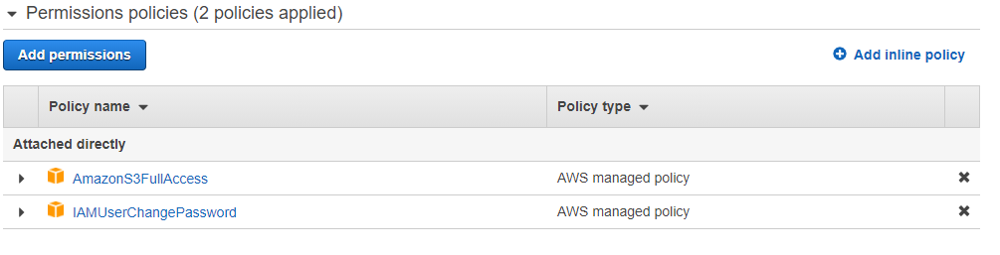 Permissions policies (2 policies applied)
Add permissions
Add inline policy
Policy name
Policy type
Attached directly
AmazonS3FullAccess
AWS managed policy
IAMUserChangePassword
AWS managed policy